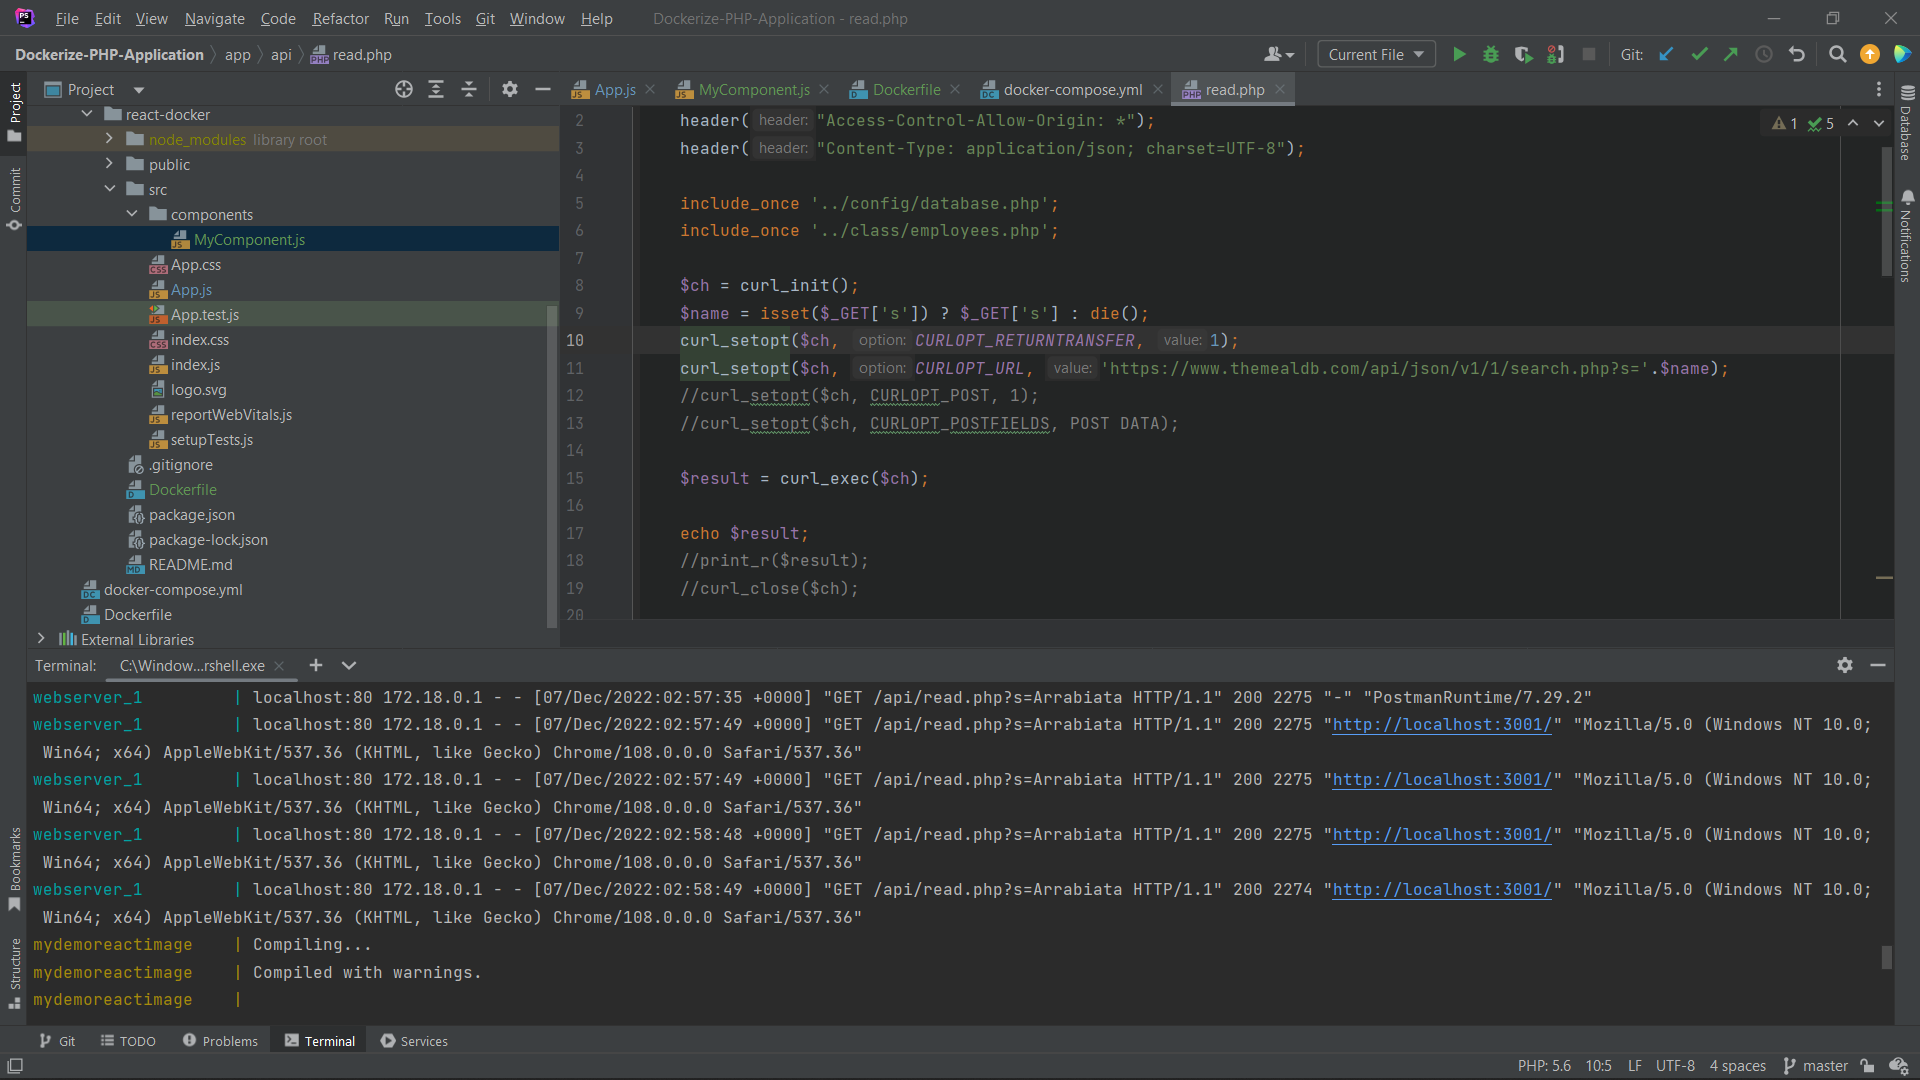 File Edit View Navigate Code Refactor Run Tools Git Window Help Dockerize-PHP-Application - read.php
Dockerize-PHP-Application app api read.php Current File Git:
Project
Commit
Bookmarks
Structure
Project
react-docker
node_modules library root
public
src
components
MyComponent.js
App.css
App.js
App.test.js
index.css
index.js
logo.svg
reportWebVitals.js
setupTests.js
.gitignore
Dockerfile
package.json
package-lock.json
README.md
docker-compose.yml
Dockerfile
External Libraries
App.js MyComponent.js Dockerfile docker-compose.yml read.php
1 5
2 header( header: "Access-Control-Allow-Origin: *");
3 header( header: "Content-Type: application/json; charset=UTF-8");
4
5 include_once '../config/database.php';
6 include_once '../class/employees.php';
7
8 $ch = curl_init();
9 $name = isset($_GET['s']) ? $_GET['s'] : die();
10 curl_setopt($ch, option: CURLOPT_RETURNTRANSFER, value: 1);
11 curl_setopt($ch, option: CURLOPT_URL, value: 'https://www.themealdb.com/api/json/v1/1/search.php?s='.$name);
12 //curl_setopt($ch, CURLOPT_POST, 1);
13 //curl_setopt($ch, CURLOPT_POSTFIELDS, POST DATA);
14
15 $result = curl_exec($ch);
16
17 echo $result;
18 //print_r($result);
19 //curl_close($ch);
20
Database
Notifications
Terminal: C:\Window...rshell.exe
webserver_1 | localhost:80 172.18.0.1 - - [07/Dec/2022:02:57:35 +0000] "GET /api/read.php?s=Arrabiata HTTP/1.1" 200 2275 "-" "PostmanRuntime/7.29.2"
webserver_1 | localhost:80 172.18.0.1 - - [07/Dec/2022:02:57:49 +0000] "GET /api/read.php?s=Arrabiata HTTP/1.1" 200 2275 "http://localhost:3001/" "Mozilla/5.0 (Windows NT 10.0;
Win64; x64) AppleWebKit/537.36 (KHTML, like Gecko) Chrome/108.0.0.0 Safari/537.36"
webserver_1 | localhost:80 172.18.0.1 - - [07/Dec/2022:02:57:49 +0000] "GET /api/read.php?s=Arrabiata HTTP/1.1" 200 2275 "http://localhost:3001/" "Mozilla/5.0 (Windows NT 10.0;
Win64; x64) AppleWebKit/537.36 (KHTML, like Gecko) Chrome/108.0.0.0 Safari/537.36"
webserver_1 | localhost:80 172.18.0.1 - - [07/Dec/2022:02:58:48 +0000] "GET /api/read.php?s=Arrabiata HTTP/1.1" 200 2275 "http://localhost:3001/" "Mozilla/5.0 (Windows NT 10.0;
Win64; x64) AppleWebKit/537.36 (KHTML, like Gecko) Chrome/108.0.0.0 Safari/537.36"
webserver_1 | localhost:80 172.18.0.1 - - [07/Dec/2022:02:58:49 +0000] "GET /api/read.php?s=Arrabiata HTTP/1.1" 200 2274 "http://localhost:3001/" "Mozilla/5.0 (Windows NT 10.0;
Win64; x64) AppleWebKit/537.36 (KHTML, like Gecko) Chrome/108.0.0.0 Safari/537.36"
mydemoreactimage | Compiling...
mydemoreactimage | Compiled with warnings.
mydemoreactimage |
Git TODO Problems Terminal Services
PHP: 5.6 10:5 LF UTF-8 4 spaces master